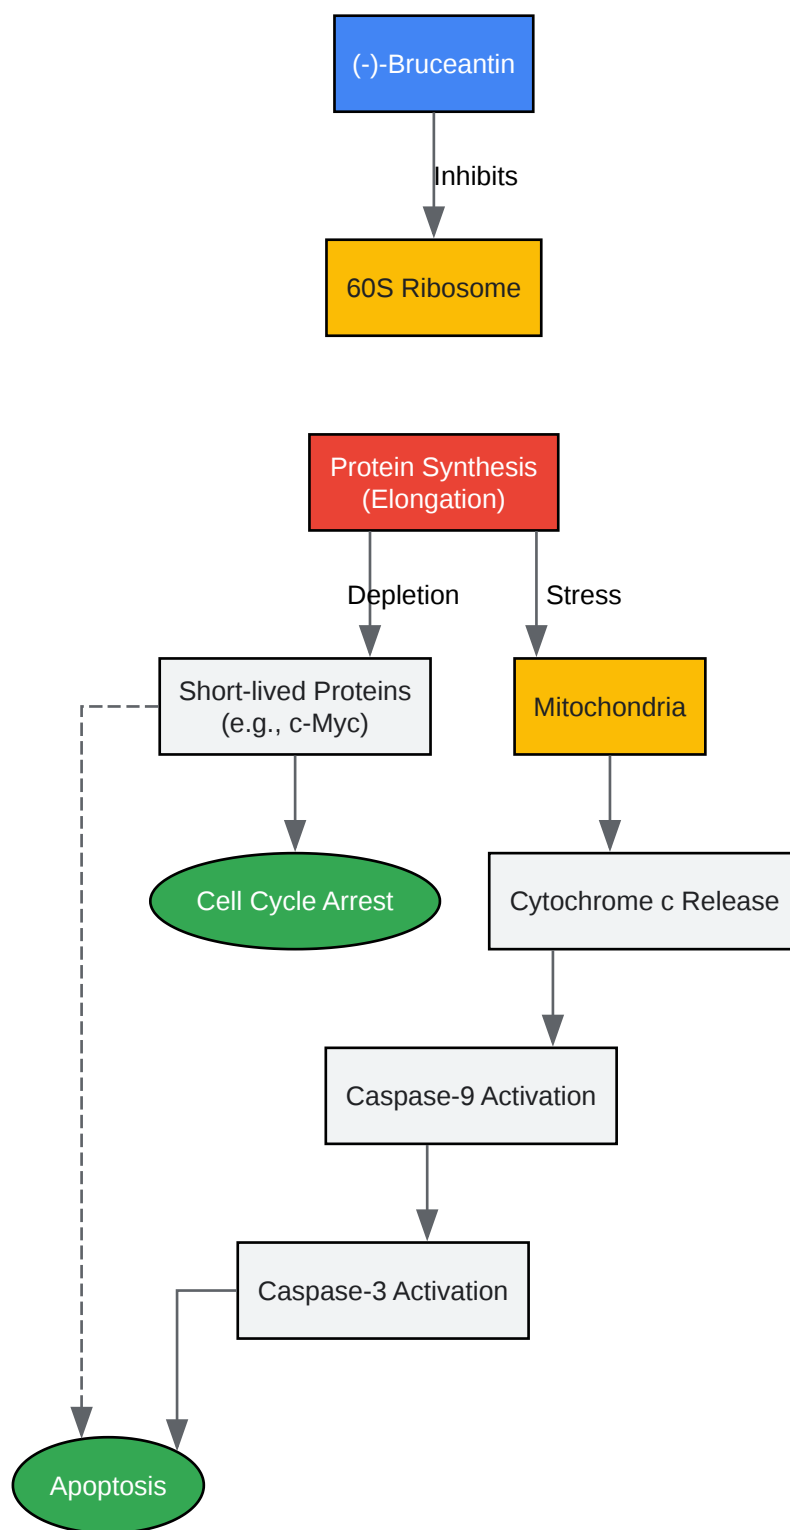 (-)-Bruceantin
Inhibits
60S Ribosome
Protein Synthesis
(Elongation)
Depletion
Stress
Short-lived Proteins
(e.g., c-Myc)
Mitochondria
Cell Cycle Arrest
Cytochrome c Release
Caspase-9 Activation
Caspase-3 Activation
Apoptosis